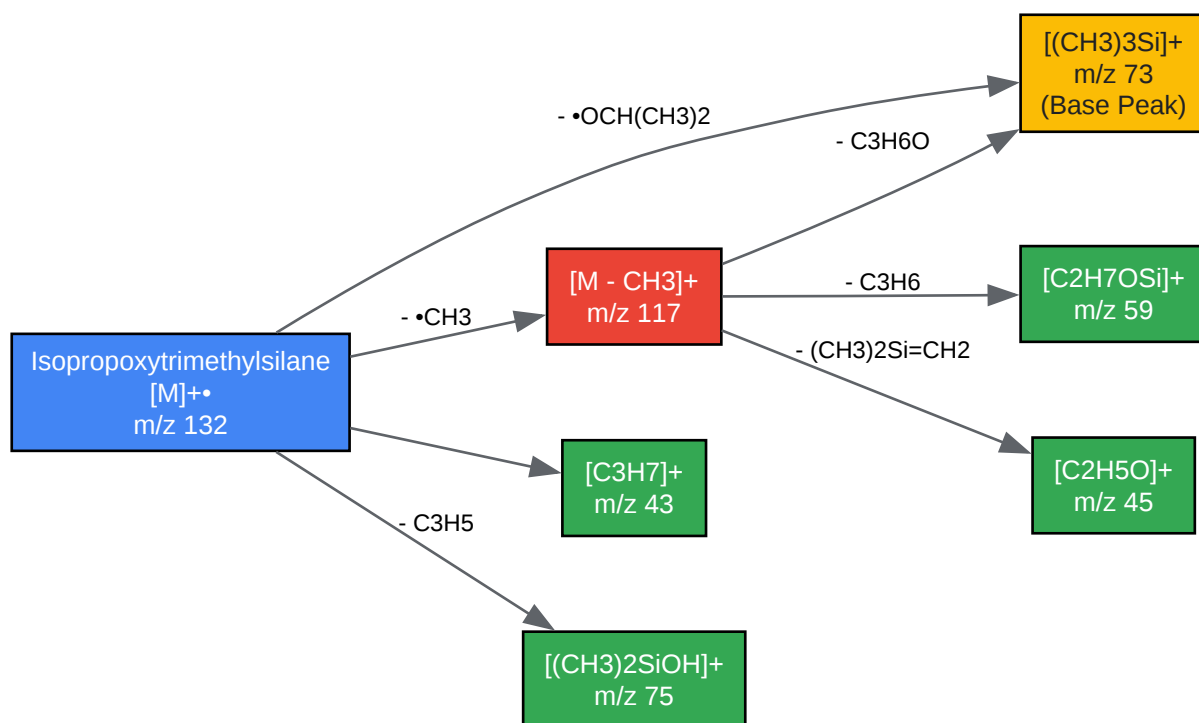 [(CH3)3Si]+
m/z 73
(Base Peak)
- •OCH(CH3)2
- C3H6O
[M - CH3]+
m/z 117
- C3H6
[C2H7OSi]+
m/z 59
- •CH3
- (CH3)2Si=CH2
Isopropoxytrimethylsilane
[M]+•
m/z 132
[C3H7]+
m/z 43
[C2H5O]+
m/z 45
- C3H5
[(CH3)2SiOH]+
m/z 75